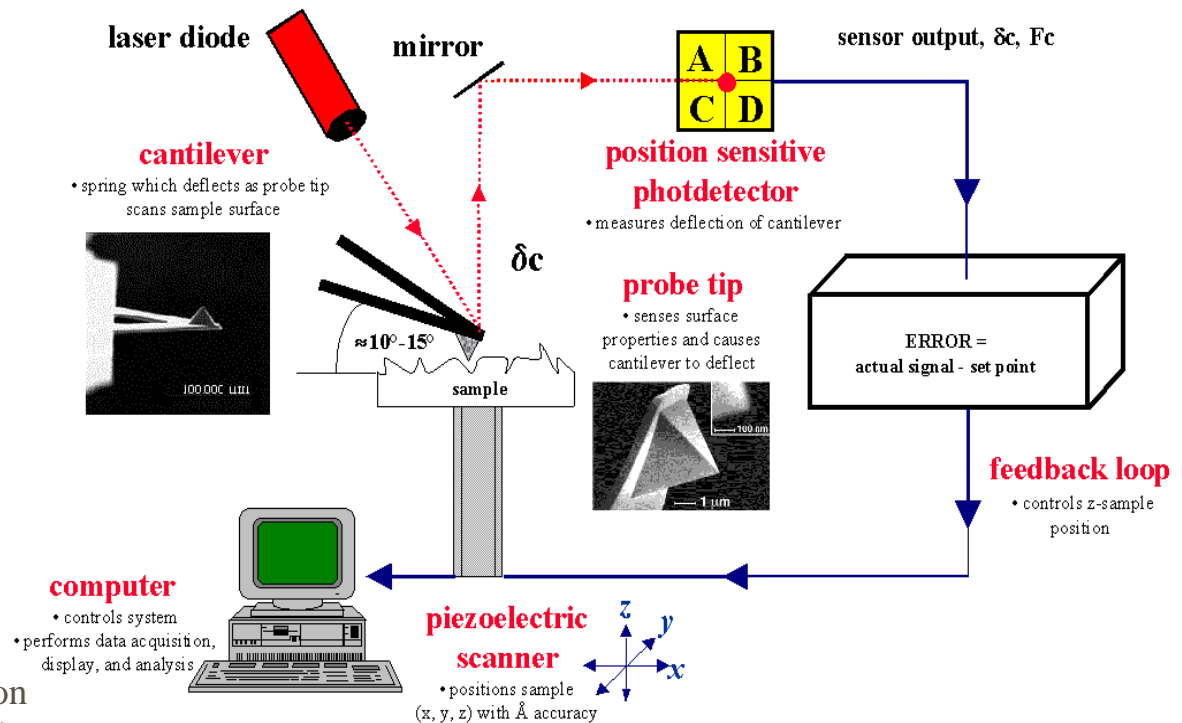 laser diode
mirror
A B
C D
sensor output, δc, Fc
cantilever
• spring which deflects as probe tip
scans sample surface
100.000 um
position sensitive
photdetector
• measures deflection of cantilever
δc
≈10°-15°
sample
probe tip
• senses surface
properties and causes
cantilever to deflect
100 nm
1 μm
ERROR =
actual signal - set point
feedback loop
• controls z-sample
position
computer
• controls system
• performs data acquisition,
display, and analysis
piezoelectric
scanner
• positions sample
(x, y, z) with Å accuracy
z
y
x
on